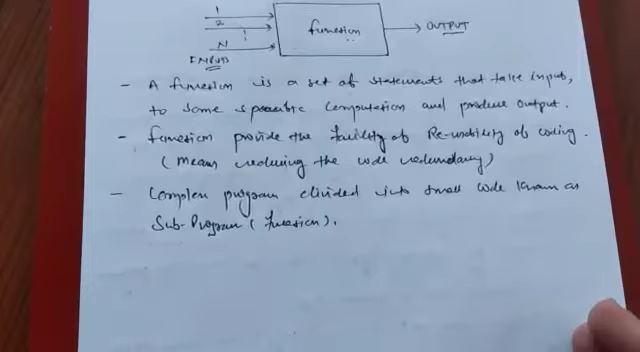 1
2
function → OUTPUT
N
INPUTS
- A function is a set of statements that take input,
to some specific computation and produce output.
- function provide the facility of Re-usability of coding.
(means reducing the code redundancy)
- Complex program divided into small code known as
Sub-Program (function).